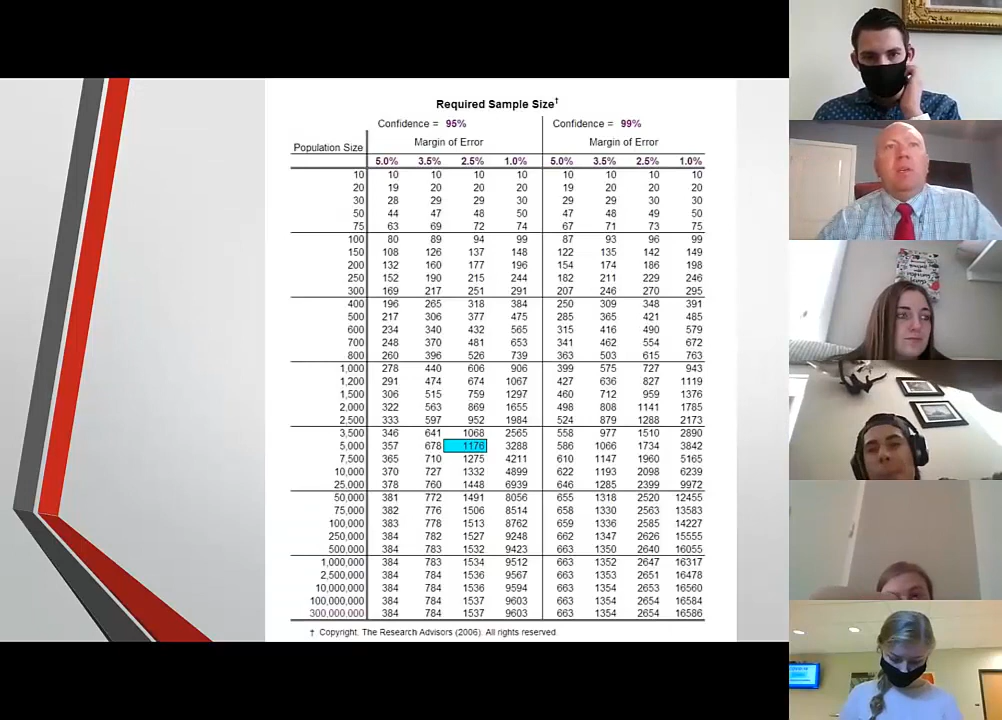 Required Sample Size†
Confidence = 95% Confidence = 99%
Population Size Margin of Error Margin of Error
5.0% 3.5% 2.5% 1.0% 5.0% 3.5% 2.5% 1.0%
10 10 10 10 10 10 10 10 10
20 19 20 20 20 19 20 20 20
30 28 29 29 30 29 29 30 30
50 44 47 48 50 47 48 49 50
75 63 69 72 74 67 71 73 75
100 80 89 94 99 87 93 96 99
150 108 126 137 148 122 135 142 149
200 132 160 177 196 154 174 186 198
250 152 190 215 244 182 211 229 246
300 169 217 251 291 207 246 270 295
400 196 265 318 384 250 309 348 391
500 217 306 377 475 285 365 421 485
600 234 340 432 565 315 416 490 579
700 248 370 481 653 341 462 554 672
800 260 396 526 739 363 503 615 763
1,000 278 440 606 906 399 575 727 943
1,200 291 474 674 1067 427 636 827 1119
1,500 306 515 759 1297 460 712 959 1376
2,000 322 563 869 1655 498 808 1141 1785
2,500 333 597 952 1984 524 879 1288 2173
3,500 346 641 1068 2565 558 977 1510 2890
5,000 357 678 1176 3288 586 1066 1734 3842
7,500 365 710 1275 4211 610 1147 1960 5165
10,000 370 727 1332 4899 622 1193 2098 6239
25,000 378 760 1448 6939 646 1285 2399 9972
50,000 381 772 1491 8056 655 1318 2520 12455
75,000 382 776 1506 8514 658 1330 2563 13583
100,000 383 778 1513 8762 659 1336 2585 14227
250,000 384 782 1527 9248 662 1347 2626 15555
500,000 384 783 1532 9423 663 1350 2640 16055
1,000,000 384 783 1534 9512 663 1352 2647 16317
2,500,000 384 784 1536 9567 663 1353 2651 16478
10,000,000 384 784 1536 9594 663 1354 2653 16560
100,000,000 384 784 1537 9603 663 1354 2654 16584
300,000,000 384 784 1537 9603 663 1354 2654 16586
† Copyright. The Research Advisors (2006). All rights reserved